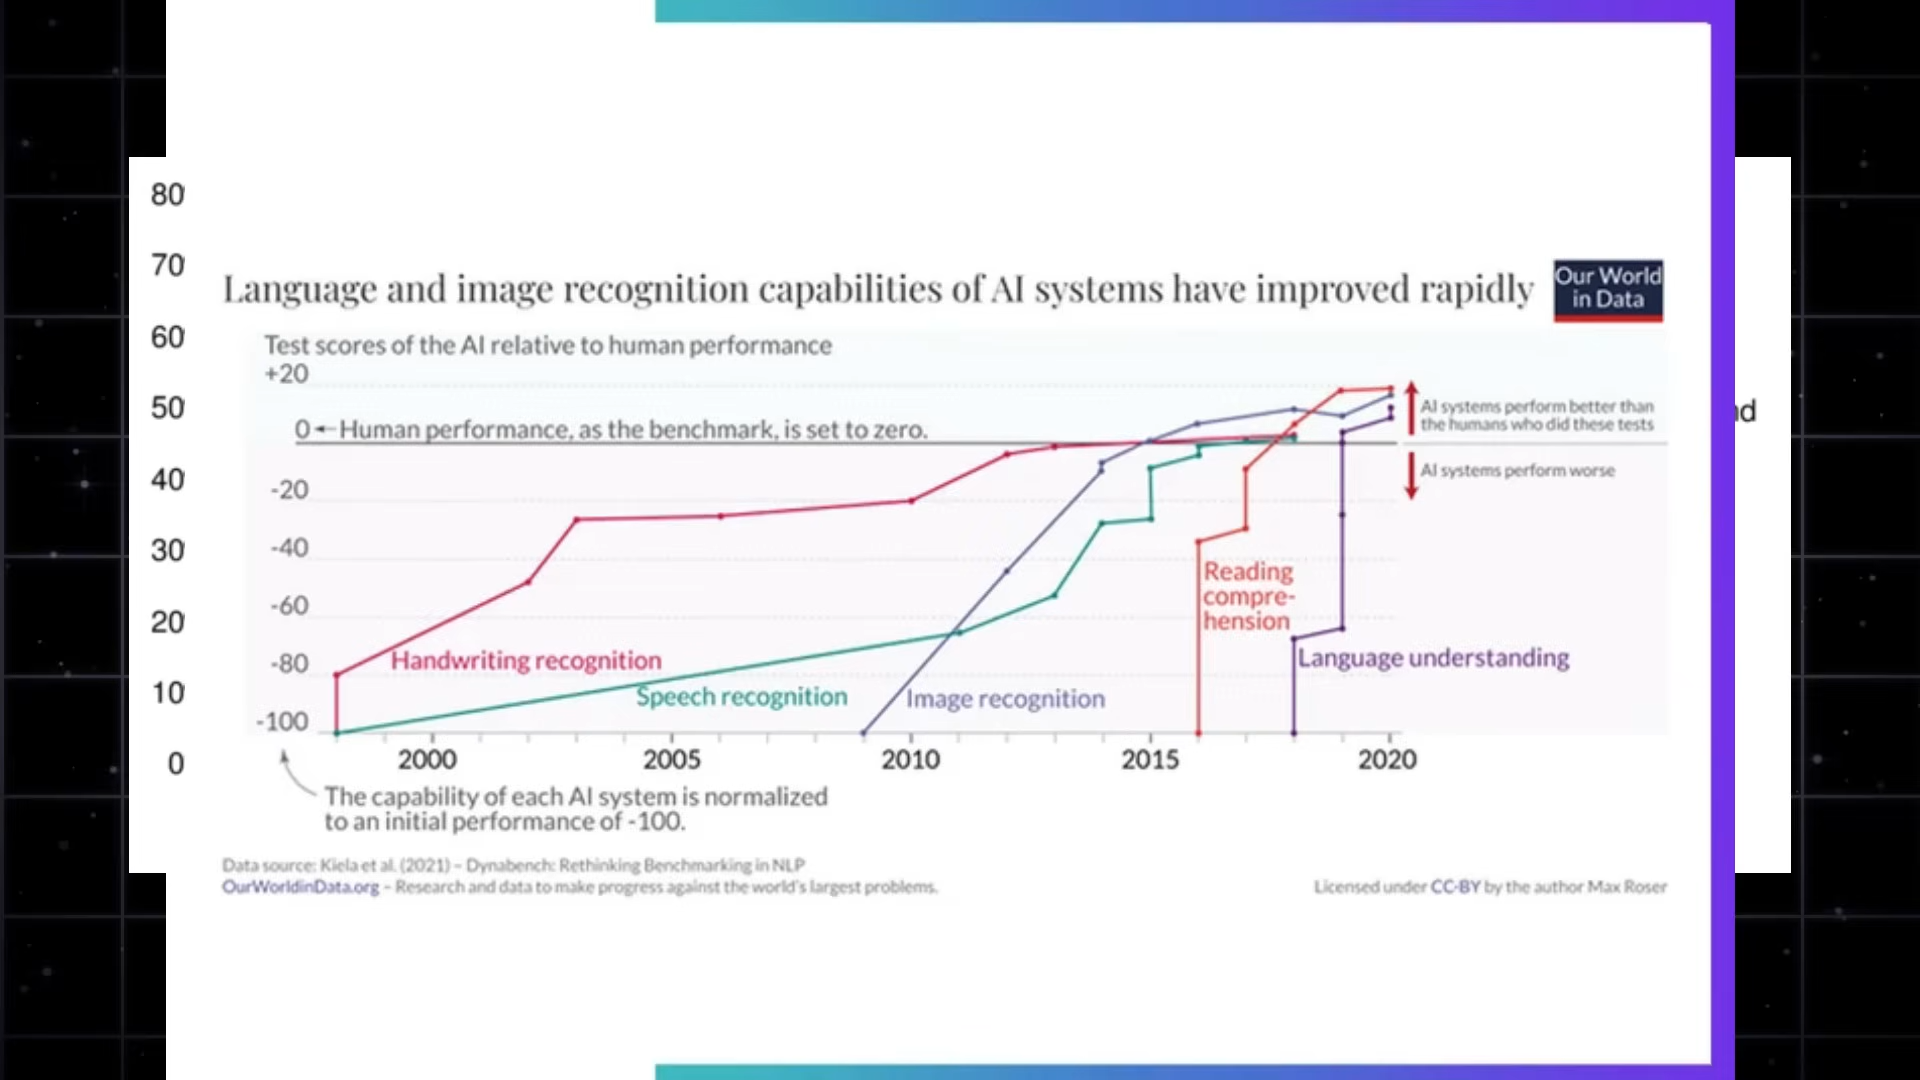 80
70
60
50
40
30
20
10
0
Language and image recognition capabilities of AI systems have improved rapidly
Our World
in Data
Test scores of the AI relative to human performance
+20
0 ←Human performance, as the benchmark, is set to zero.
-20
-40
-60
-80
-100
AI systems perform better than
the humans who did these tests
AI systems perform worse
Handwriting recognition
Speech recognition
Image recognition
Reading
compre-
hension
Language understanding
2000
2005
2010
2015
2020
The capability of each AI system is normalized
to an initial performance of -100.
Data source: Kiela et al. (2021) – Dynabench: Rethinking Benchmarking in NLP
OurWorldinData.org – Research and data to make progress against the world's largest problems.
Licensed under CC-BY by the author Max Roser